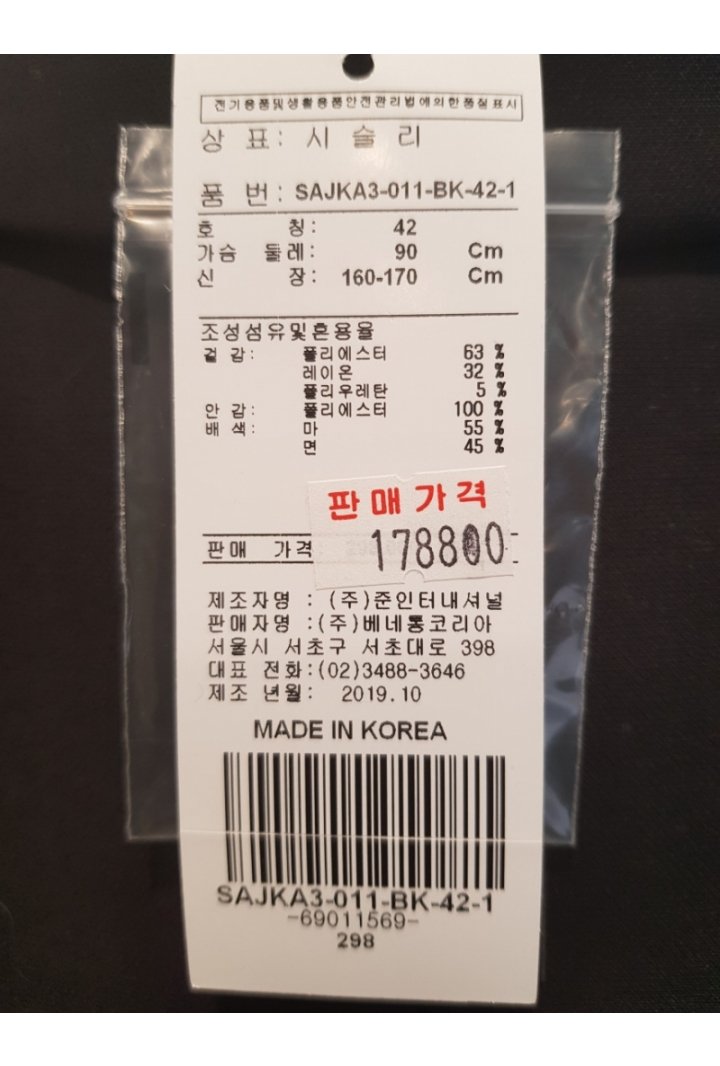 전기용품및생활용품안전관리법에의한품질표시
상 표: 시 슬 리
품 번: SAJKA3-011-BK-42-1
호 칭: 42
가슴 둘레: 90 Cm
신 장: 160-170 Cm
조성섬유및혼용율
겉 감: 폴리에스터 63 %
레이온 32 %
폴리우레탄 5 %
안 감: 폴리에스터 100 %
배 색: 마 55 %
면 45 %
판매가격
판매 가격: 178800
제조자명 : (주)준인터내셔널
판매자명 :(주)베네통코리아
서울시 서초구 서초대로 398
대표 전화:(02)3488-3646
제조 년월: 2019.10
MADE IN KOREA
SAJKA3-011-BK-42-1
-69011569-
298